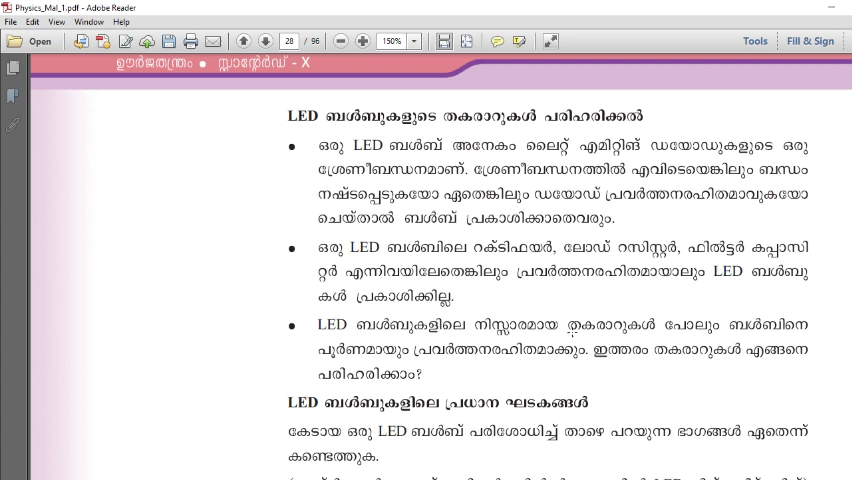 Physics_Mal_1.pdf - Adobe Reader
File Edit View Window Help
Open 28 / 96 150% Tools Fill & Sign
ഊർജതന്ത്രം ● സ്റ്റാന്റേർഡ് - X
LED ബൾബുകളുടെ തകരാറുകൾ പരിഹരിക്കൽ
● ഒരു LED ബൾബ് അനേകം ലൈറ്റ് എമിറ്റിങ് ഡയോഡുകളുടെ ഒരു
ശ്രേണീബന്ധനമാണ്. ശ്രേണീബന്ധനത്തിൽ എവിടെയെങ്കിലും ബന്ധം
നഷ്ടപ്പെടുകയോ ഏതെങ്കിലും ഡയോഡ് പ്രവർത്തനരഹിതമാവുകയോ
ചെയ്താൽ ബൾബ് പ്രകാശിക്കാതെവരും.
● ഒരു LED ബൾബിലെ റക്ടിഫയർ, ലോഡ് റസിസ്റ്റർ, ഫിൽട്ടർ കപ്പാസി
റ്റർ എന്നിവയിലേതെങ്കിലും പ്രവർത്തനരഹിതമായാലും LED ബൾബു
കൾ പ്രകാശിക്കില്ല.
● LED ബൾബുകളിലെ നിസ്സാരമായ തകരാറുകൾ പോലും ബൾബിനെ
പൂർണമായും പ്രവർത്തനരഹിതമാക്കും. ഇത്തരം തകരാറുകൾ എങ്ങനെ
പരിഹരിക്കാം?
LED ബൾബുകളിലെ പ്രധാന ഘടകങ്ങൾ
കേടായ ഒരു LED ബൾബ് പരിശോധിച്ച് താഴെ പറയുന്ന ഭാഗങ്ങൾ ഏതെന്ന്
കണ്ടെത്തുക.